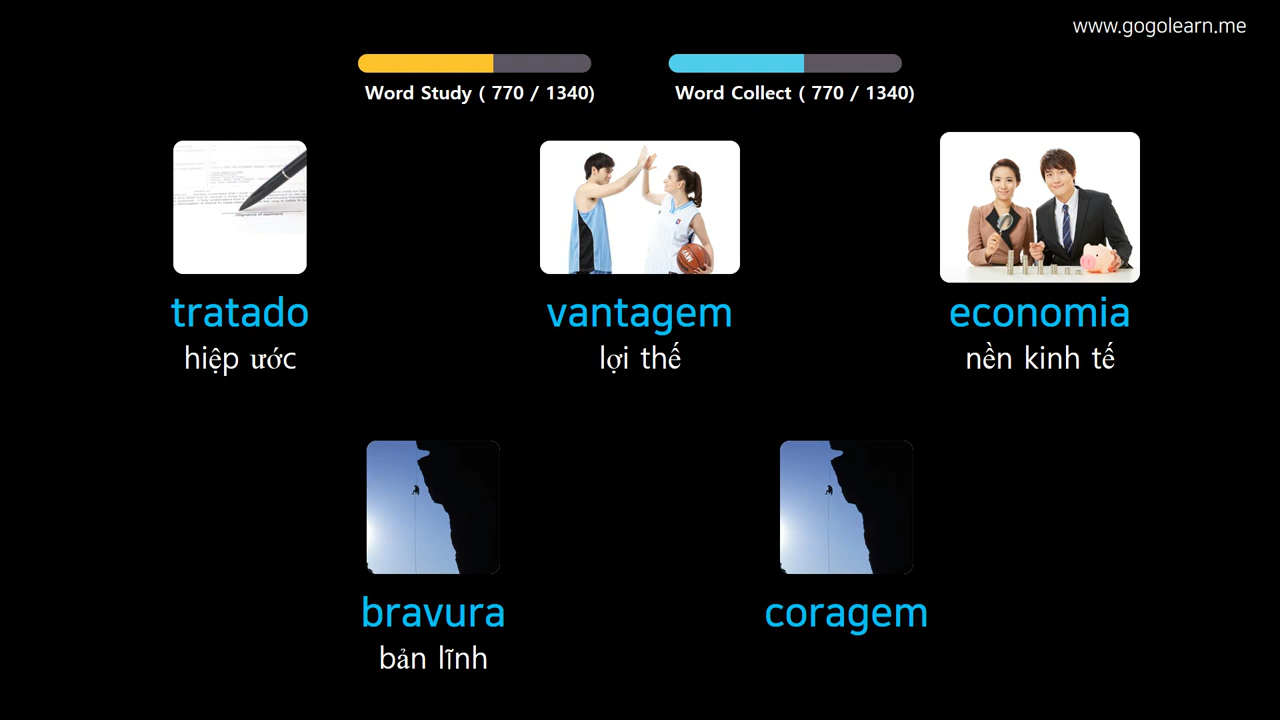 www.gogolearn.me
Word Study ( 770 / 1340)
Word Collect ( 770 / 1340)
tratado
hiệp ước
vantagem
lợi thế
economia
nền kinh tế
bravura
bản lĩnh
coragem